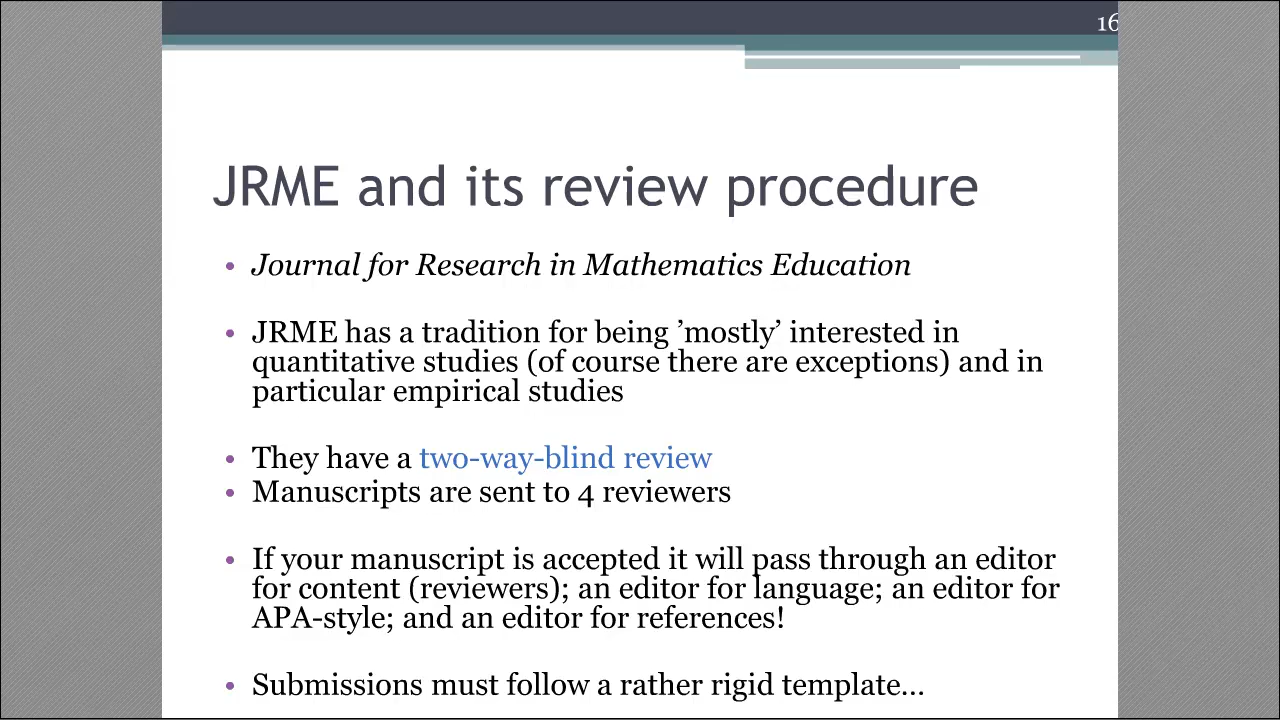 16
JRME and its review procedure
• Journal for Research in Mathematics Education
• JRME has a tradition for being ’mostly’ interested in
quantitative studies (of course there are exceptions) and in
particular empirical studies
• They have a two-way-blind review
• Manuscripts are sent to 4 reviewers
• If your manuscript is accepted it will pass through an editor
for content (reviewers); an editor for language; an editor for
APA-style; and an editor for references!
• Submissions must follow a rather rigid template...